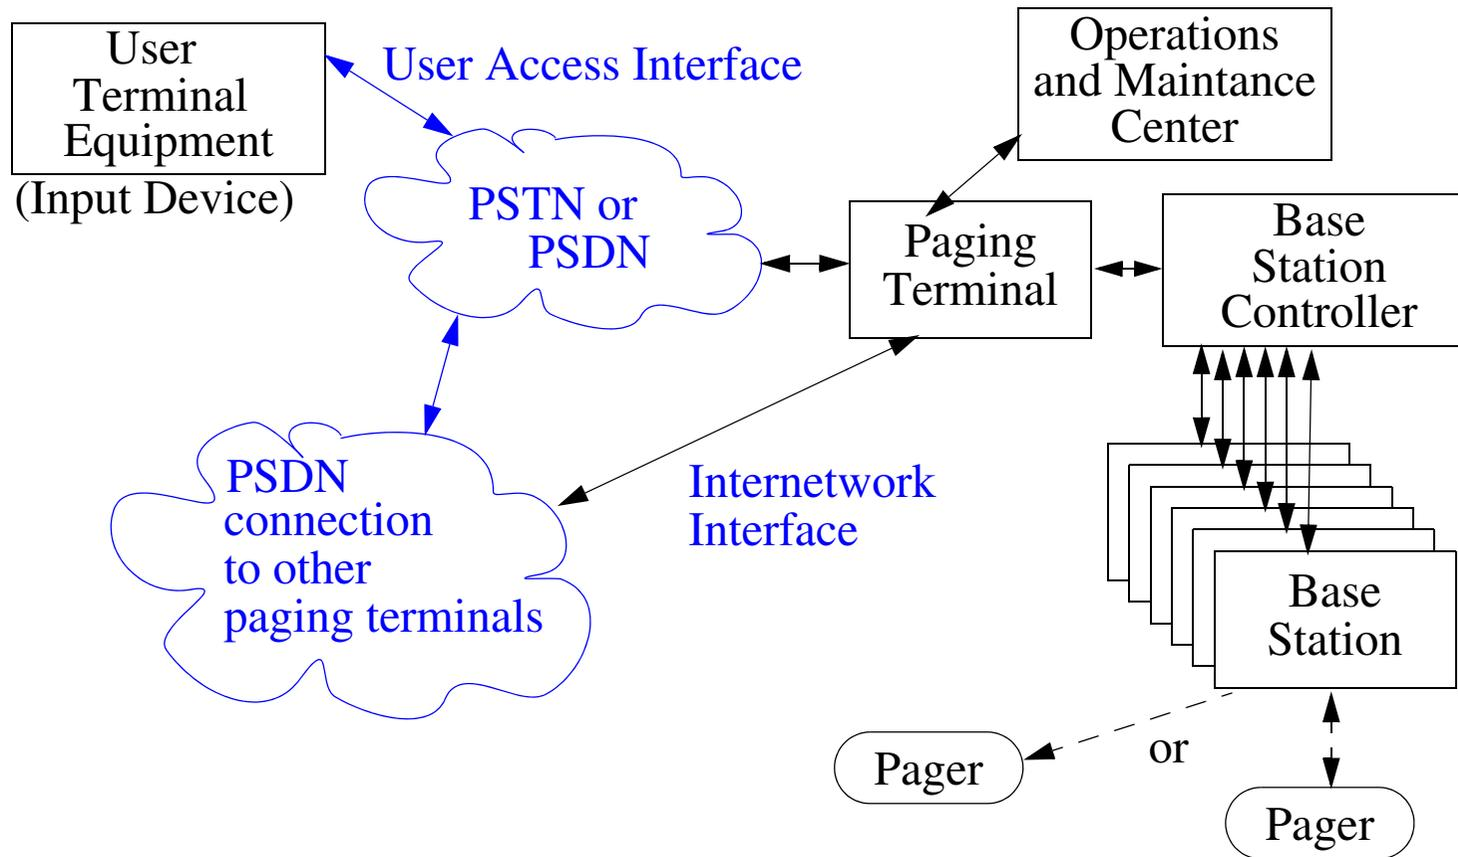 User
Terminal
Equipment
(Input Device)
User Access Interface
PSTN or
PSDN
Operations
and Maintance
Center
Paging
Terminal
Base
Station
Controller
PSDN
connection
to other
paging terminals
Internetwork
Interface
Base
Station
Pager
or
Pager